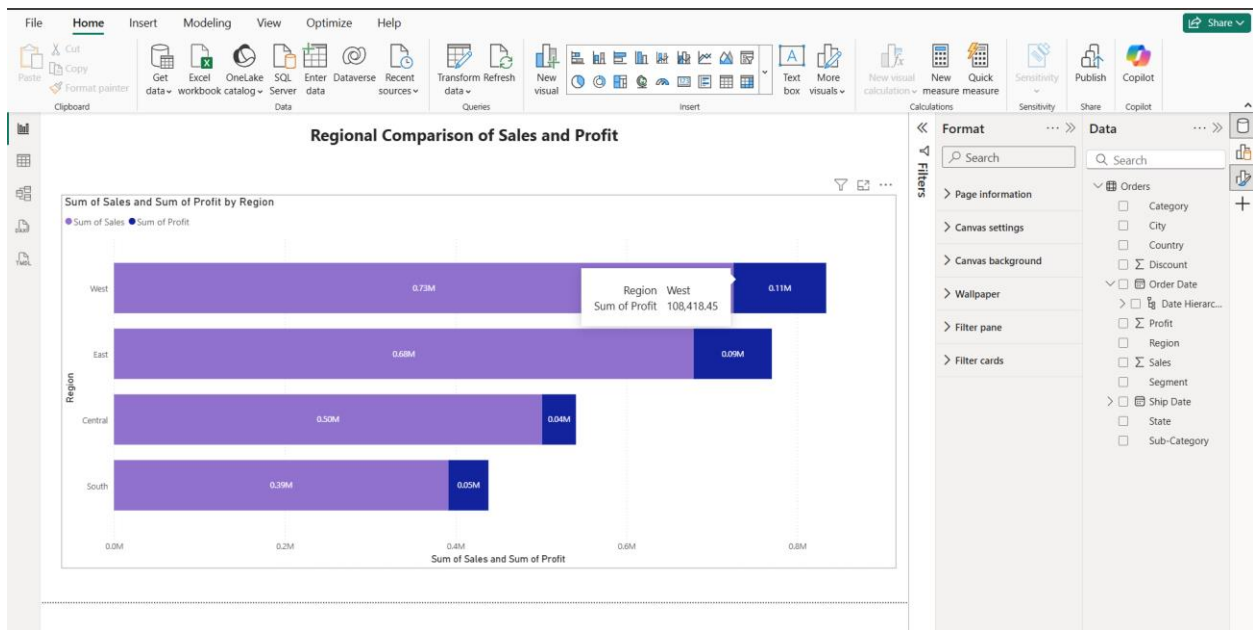 File Home Insert Modeling View Optimize Help Share
Paste
Cut
Copy
Format painter
Clipboard
Get data
Excel workbook
OneLake catalog
SQL Server
Enter data
Dataverse
Recent sources
Data
Transform data
Refresh
Queries
New visual
Text box
More visuals
Insert
New visual calculation
New measure
Quick measure
Calculations
Sensitivity
Sensitivity
Publish
Share
Copilot
Copilot
Regional Comparison of Sales and Profit
Sum of Sales and Sum of Profit by Region
Sum of Sales Sum of Profit
Region
West 0.73M 0.11M
Region West
Sum of Profit 108,418.45
East 0.68M 0.09M
Central 0.50M 0.04M
South 0.39M 0.05M
0.0M 0.2M 0.4M 0.6M 0.8M
Sum of Sales and Sum of Profit
Filters
Format
Search
Page information
Canvas settings
Canvas background
Wallpaper
Filter pane
Filter cards
Data
Search
Orders
Category
City
Country
Discount
Order Date
Date Hierarc...
Profit
Region
Sales
Segment
Ship Date
State
Sub-Category